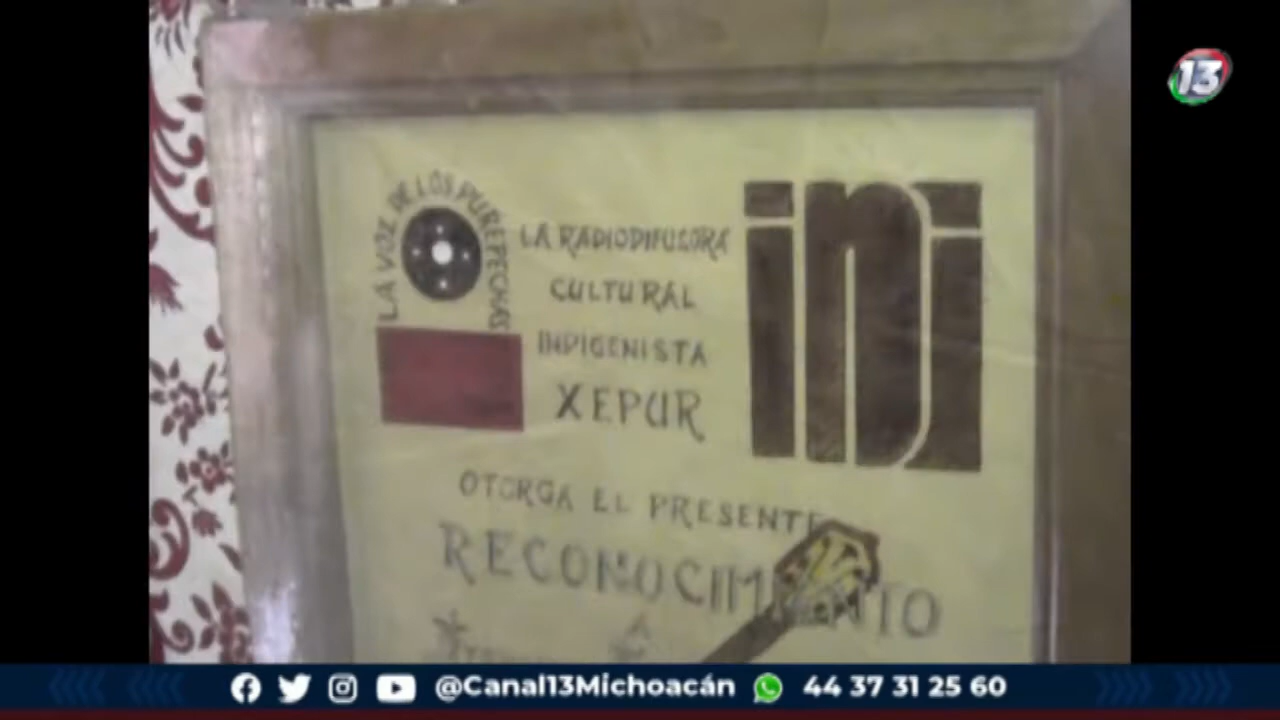 13
LA VOZ DE LOS PUREPECHAS
LA RADIODIFUSORA
CULTURAL
INDIGENISTA
XEPUR
ini
OTORGA EL PRESENTE
RECONOCIMIENTO
@Canal13Michoacán 44 37 31 25 60